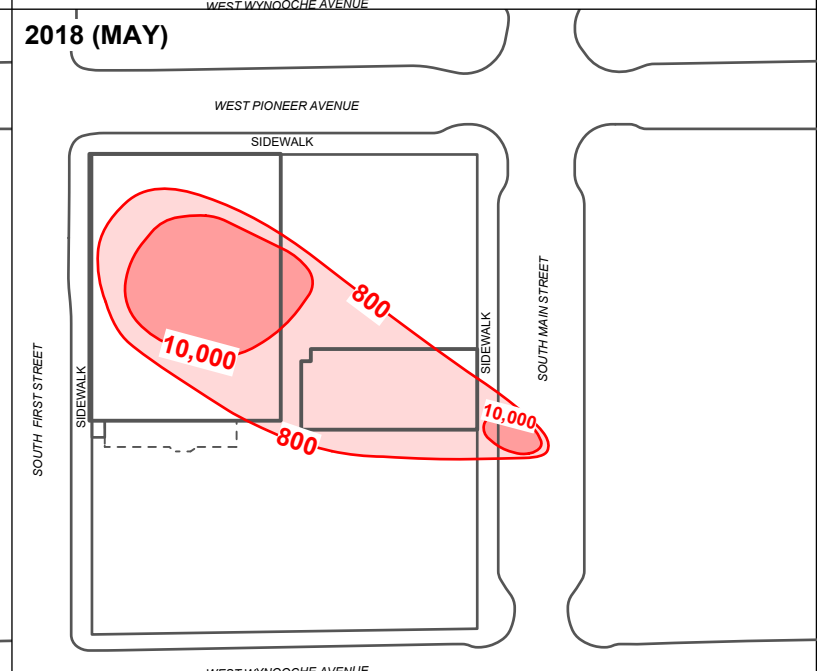 WEST WYNOOCHE AVENUE
2018 (MAY)
WEST PIONEER AVENUE
SIDEWALK
800
10,000
SIDEWALK
SOUTH MAIN STREET
SOUTH FIRST STREET
SIDEWALK
10,000
800
WEST WYNOOCHE AVENUE